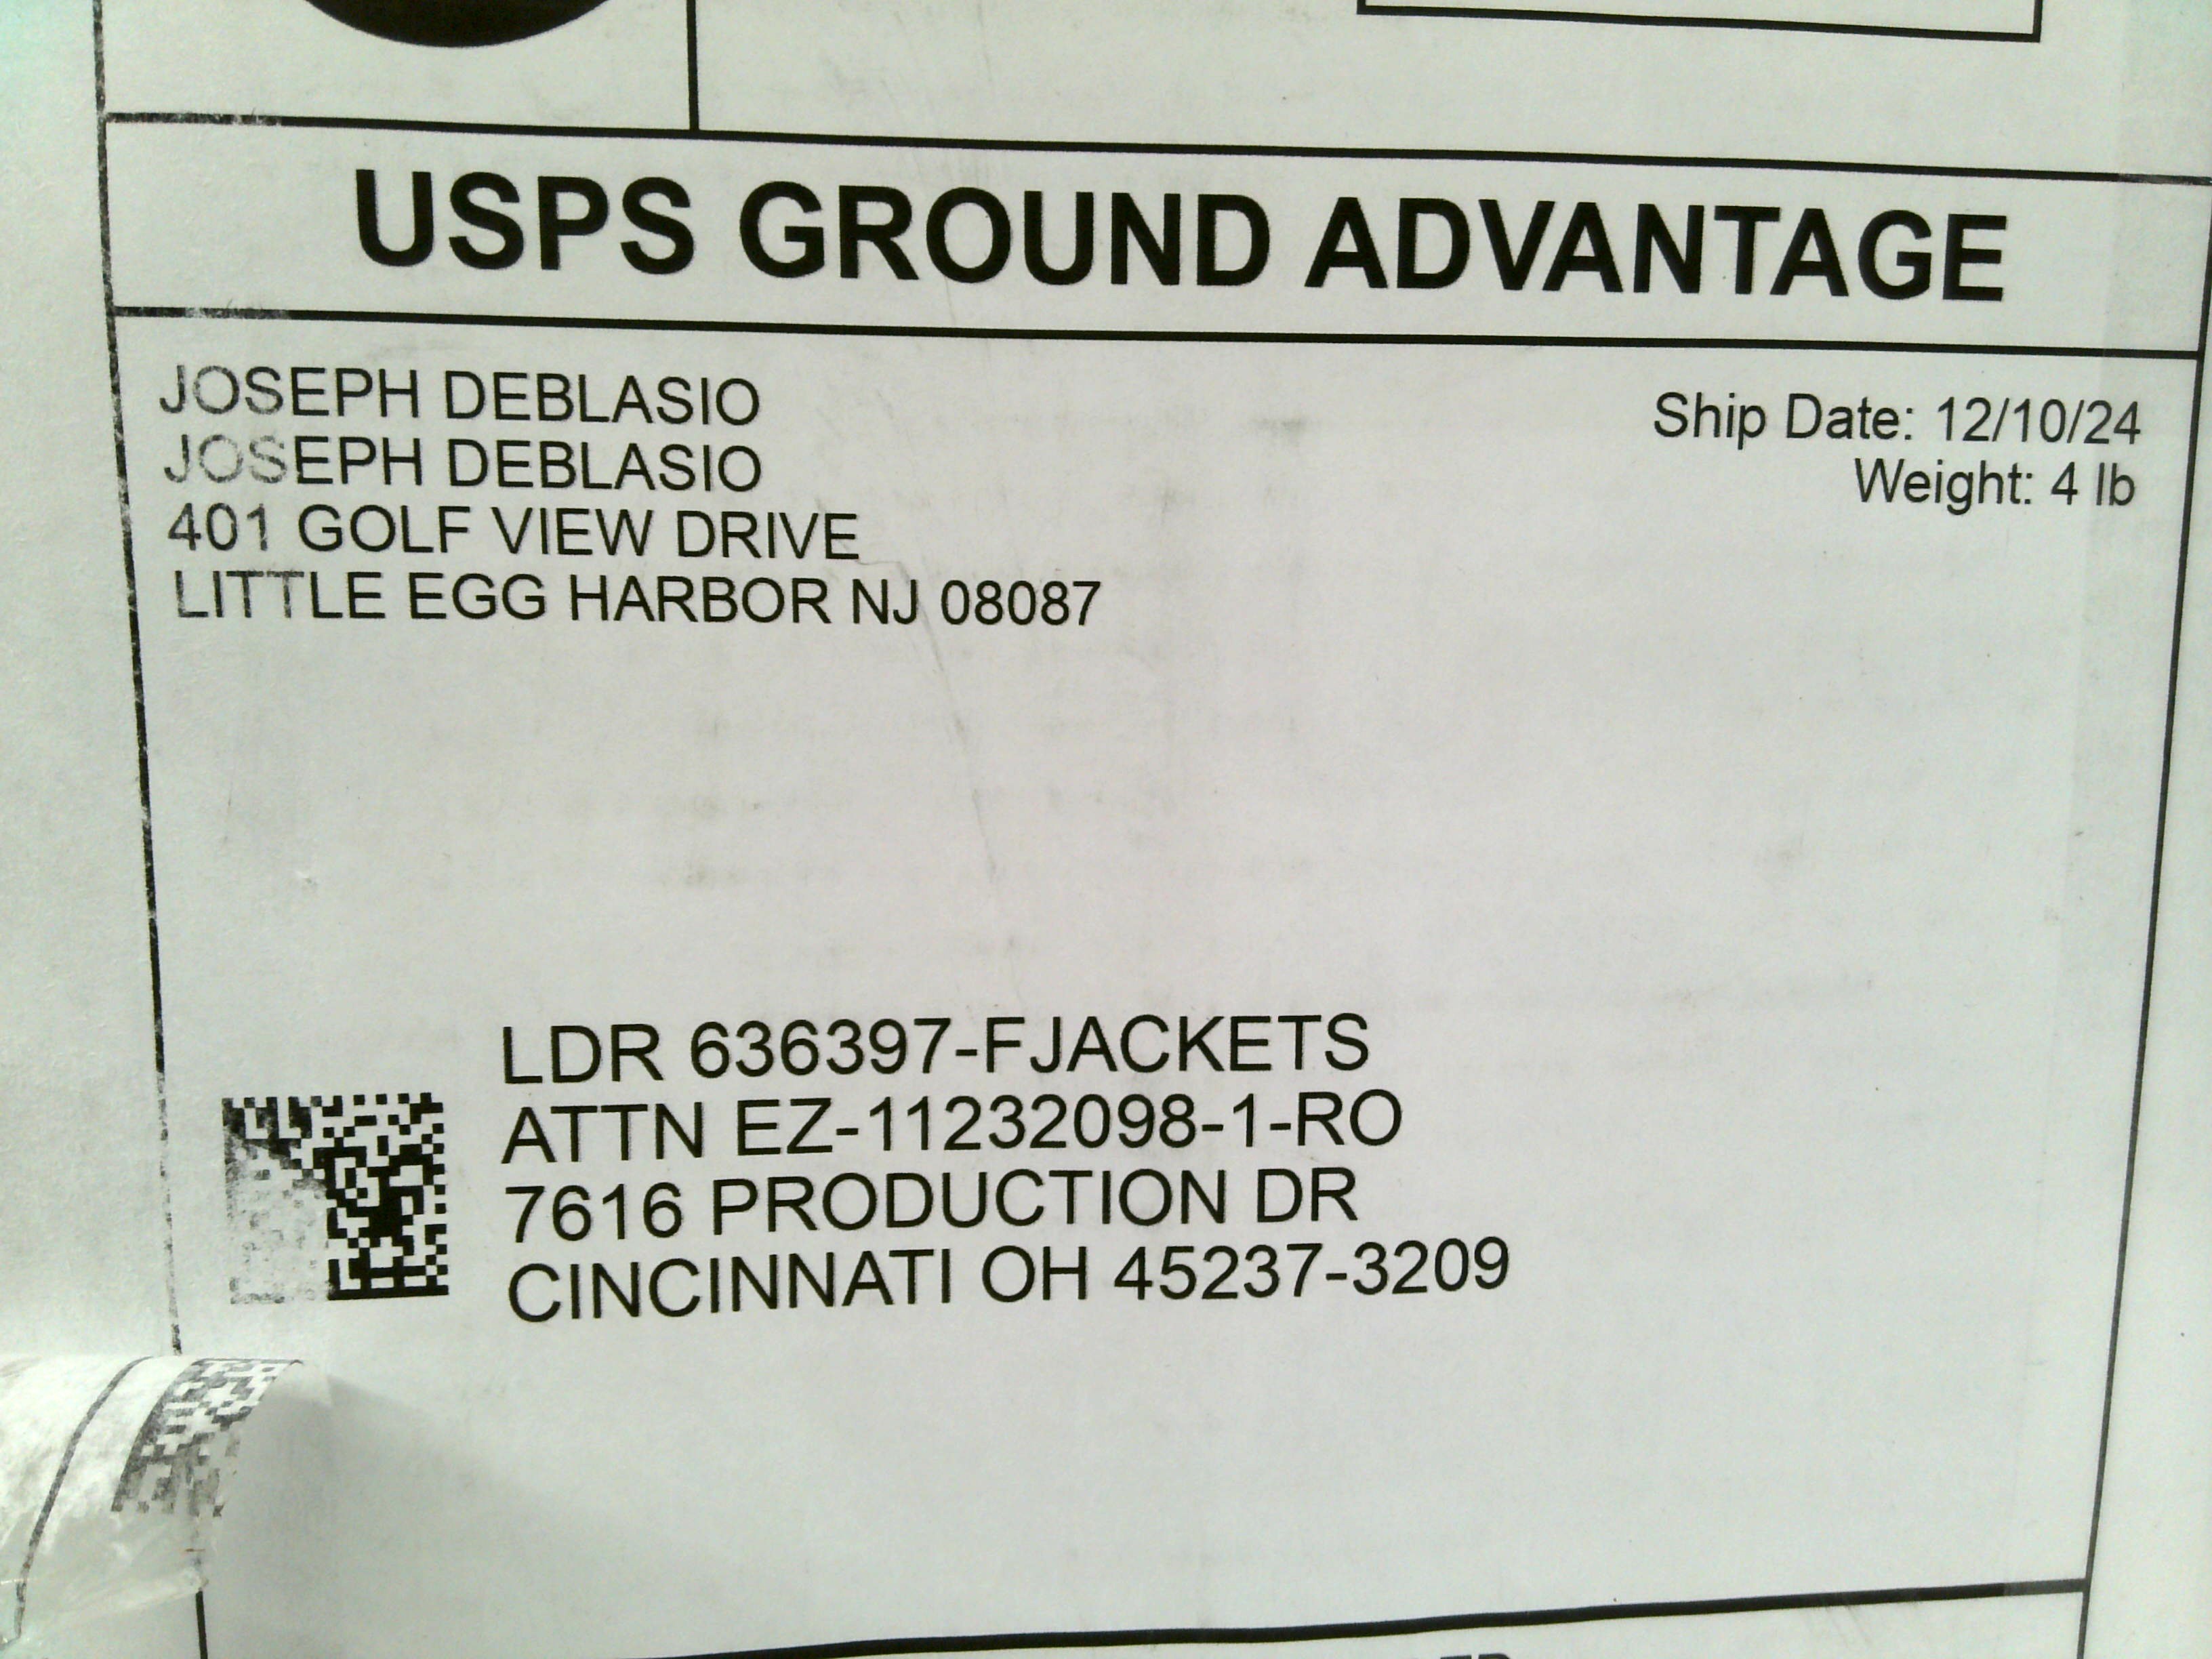 USPS GROUND ADVANTAGE
JOSEPH DEBLASIO
JOSEPH DEBLASIO
401 GOLF VIEW DRIVE
LITTLE EGG HARBOR NJ 08087
Ship Date: 12/10/24
Weight: 4 lb
LDR 636397-FJACKETS
ATTN EZ-11232098-1-RO
7616 PRODUCTION DR
CINCINNATI OH 45237-3209